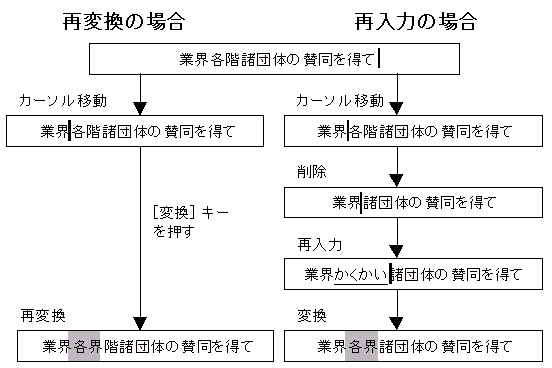 再変換の場合
再入力の場合
業界各階諸団体の賛同を得て
カーソル移動
カーソル移動
業界各階諸団体の賛同を得て
業界各階諸団体の賛同を得て
削除
業界諸団体の賛同を得て
[変換] キー
を押す
再入力
業界かくかい諸団体の賛同を得て
再変換
変換
業界各界階諸団体の賛同を得て
業界各界諸団体の賛同を得て